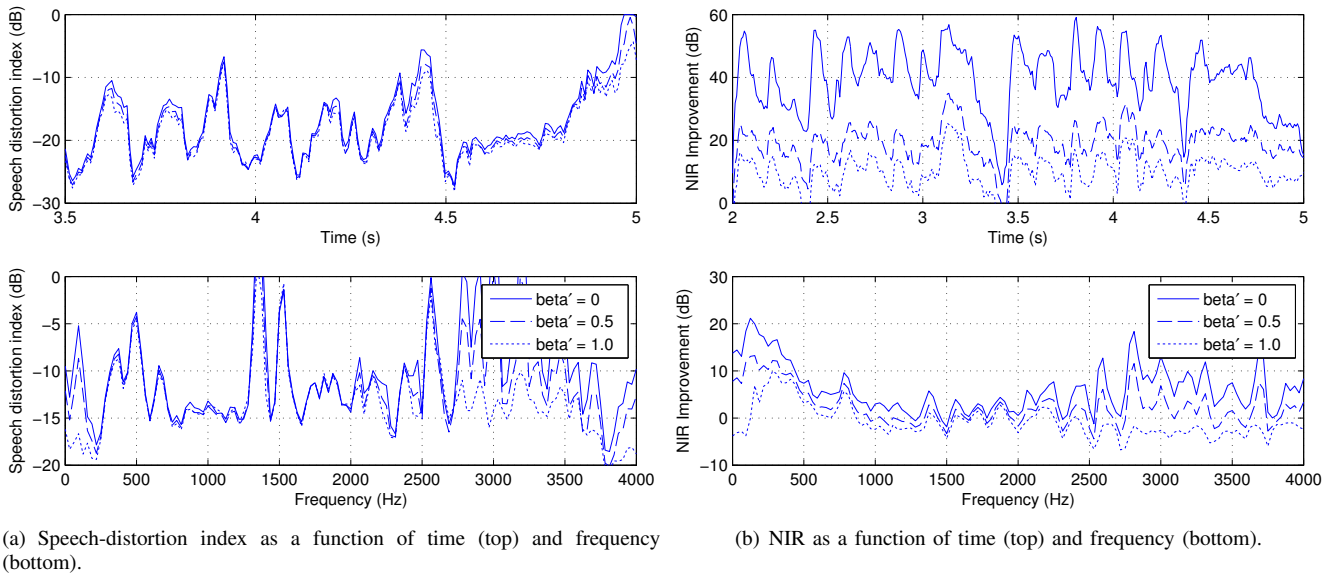 Speech distortion index (dB)
0
−10
−20
−30
3.5
4
4.5
5
Time (s)
NIR Improvement (dB)
60
40
20
0
2
2.5
3
3.5
4
4.5
5
Time (s)
Speech distortion index (dB)
0
−5
−10
−15
−20
0
500
1000
1500
2000
2500
3000
3500
4000
Frequency (Hz)
beta′ = 0
beta′ = 0.5
beta′ = 1.0
NIR Improvement (dB)
30
20
10
0
−10
0
500
1000
1500
2000
2500
3000
3500
4000
Frequency (Hz)
beta′ = 0
beta′ = 0.5
beta′ = 1.0
(a) Speech-distortion index as a function of time (top) and frequency
(bottom).
(b) NIR as a function of time (top) and frequency (bottom).